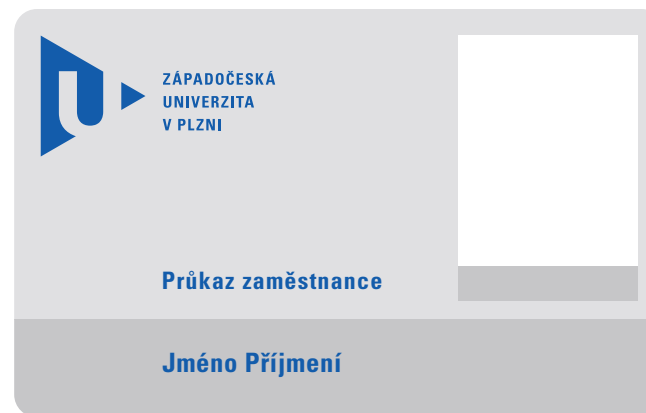 ZÁPADOČESKÁ
UNIVERZITA
V PLZNI
Průkaz zaměstnance
Jméno Příjmení